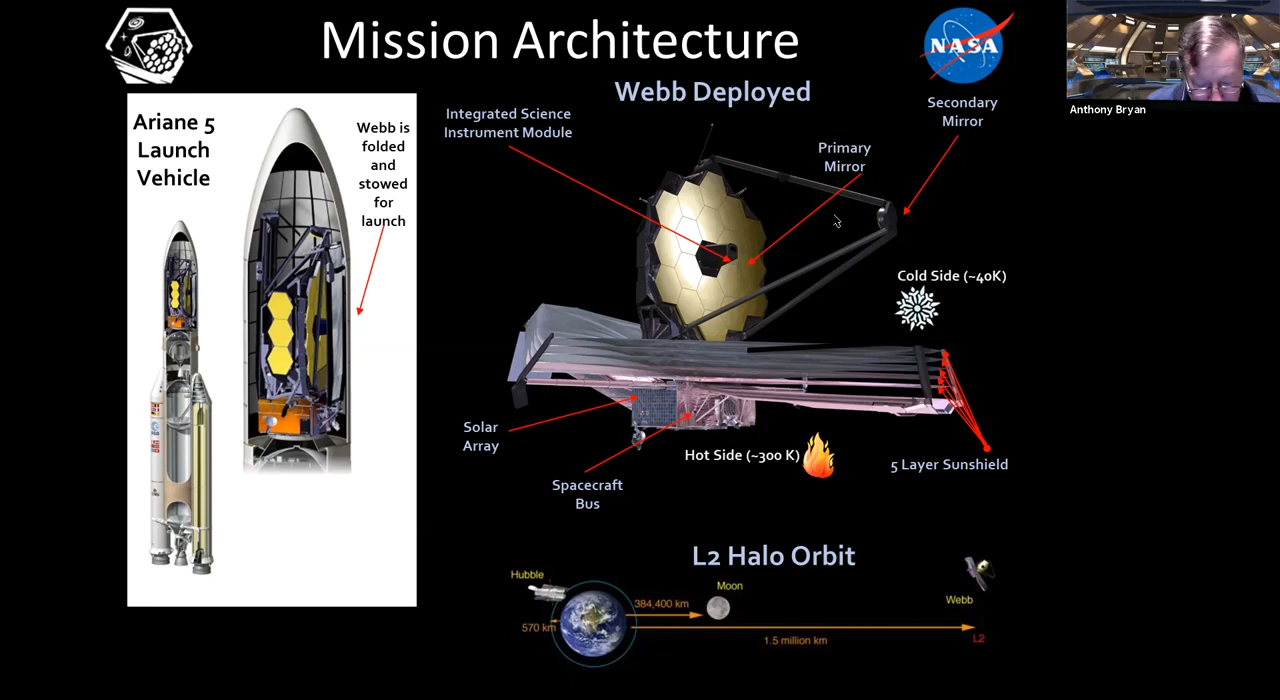 Mission Architecture
NASA
Anthony Bryan
Ariane 5
Launch
Vehicle
Webb is
folded
and
stowed
for
launch
Webb Deployed
Integrated Science
Instrument Module
Primary
Mirror
Secondary
Mirror
Cold Side (~40K)
Solar
Array
Spacecraft
Bus
Hot Side (~300 K)
5 Layer Sunshield
L2 Halo Orbit
Hubble
Moon
Webb
384,400 km
570 km
1.5 million km
L2